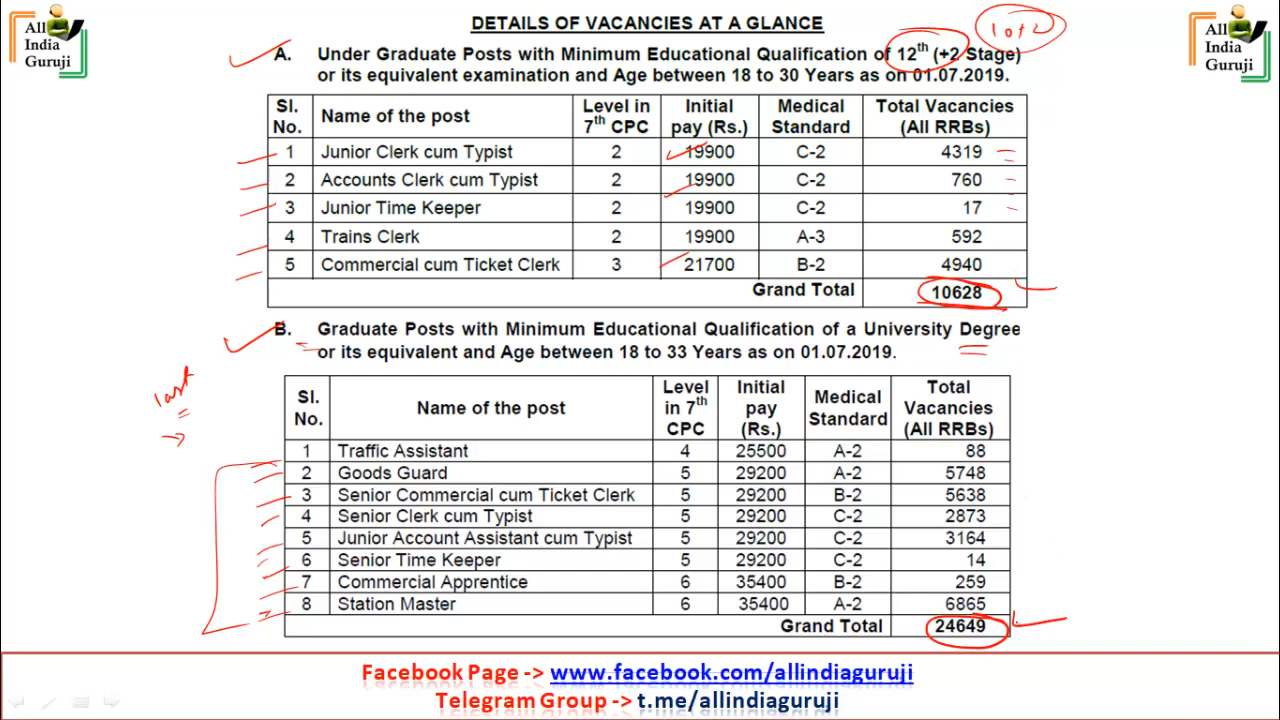 All
India
Guruji
All
India
Guruji
DETAILS OF VACANCIES AT A GLANCE
1 of 2
A. Under Graduate Posts with Minimum Educational Qualification of 12th (+2 Stage)
or its equivalent examination and Age between 18 to 30 Years as on 01.07.2019.
Sl. No. Name of the post Level in 7th CPC Initial pay (Rs.) Medical Standard Total Vacancies (All RRBs)
1 Junior Clerk cum Typist 2 19900 C-2 4319
2 Accounts Clerk cum Typist 2 19900 C-2 760
3 Junior Time Keeper 2 19900 C-2 17
4 Trains Clerk 2 19900 A-3 592
5 Commercial cum Ticket Clerk 3 21700 B-2 4940
Grand Total 10628
B. Graduate Posts with Minimum Educational Qualification of a University Degree
or its equivalent and Age between 18 to 33 Years as on 01.07.2019.
last
Sl. No. Name of the post Level in 7th CPC Initial pay (Rs.) Medical Standard Total Vacancies (All RRBs)
1 Traffic Assistant 4 25500 A-2 88
2 Goods Guard 5 29200 A-2 5748
3 Senior Commercial cum Ticket Clerk 5 29200 B-2 5638
4 Senior Clerk cum Typist 5 29200 C-2 2873
5 Junior Account Assistant cum Typist 5 29200 C-2 3164
6 Senior Time Keeper 5 29200 C-2 14
7 Commercial Apprentice 6 35400 B-2 259
8 Station Master 6 35400 A-2 6865
Grand Total 24649
Facebook Page -> www.facebook.com/allindiaguruji
Telegram Group -> t.me/allindiaguruji